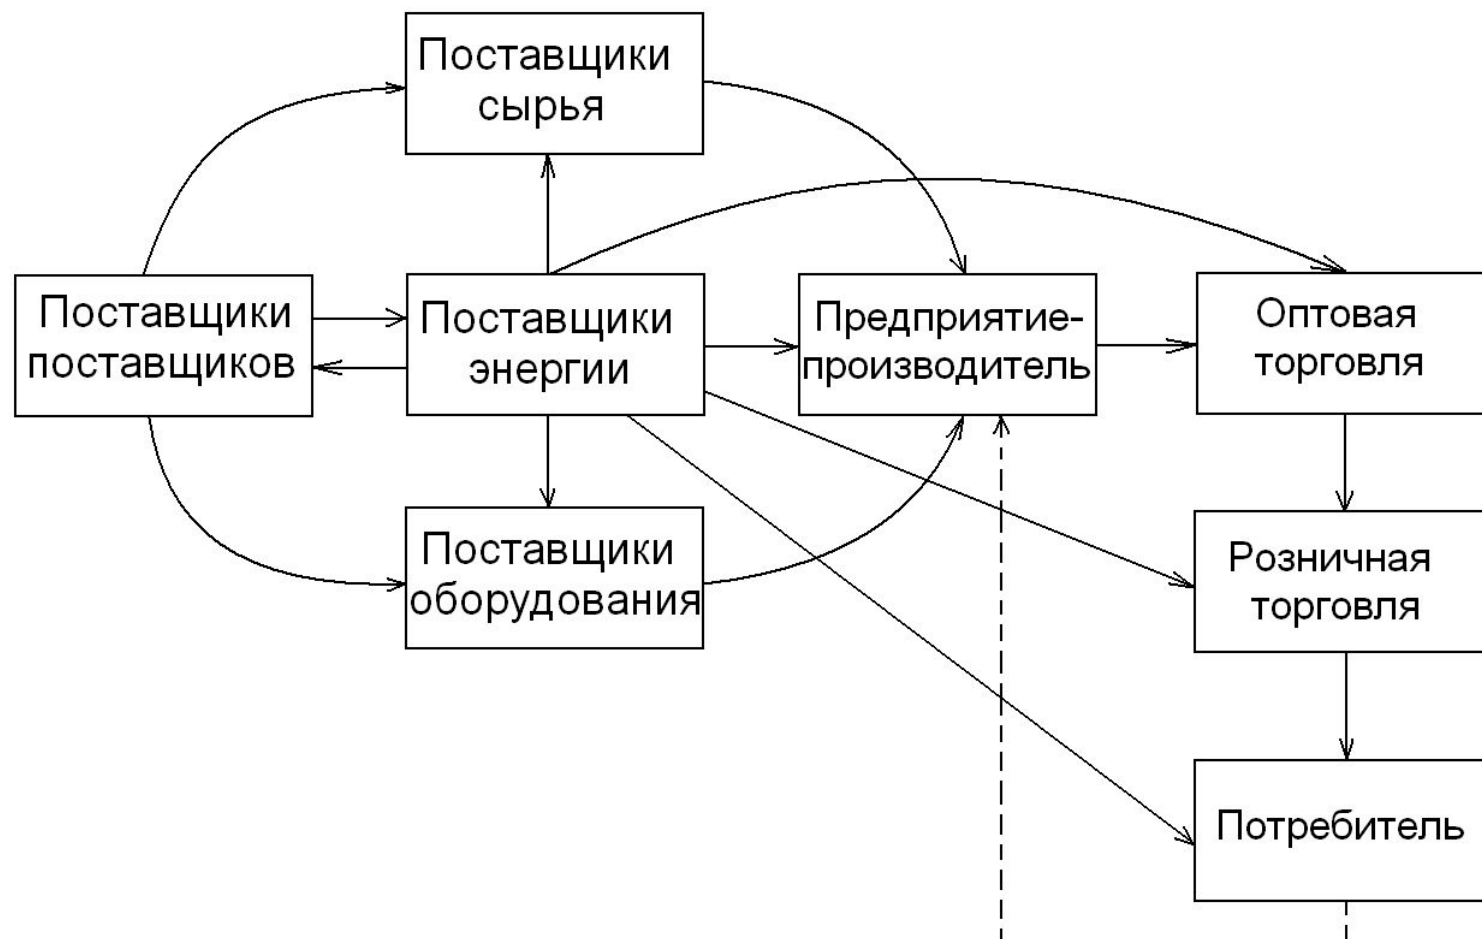 Поставщики
сырья
Поставщики
поставщиков
Поставщики
энергии
Предприятие-
производитель
Оптовая
торговля
Поставщики
оборудования
Розничная
торговля
Потребитель